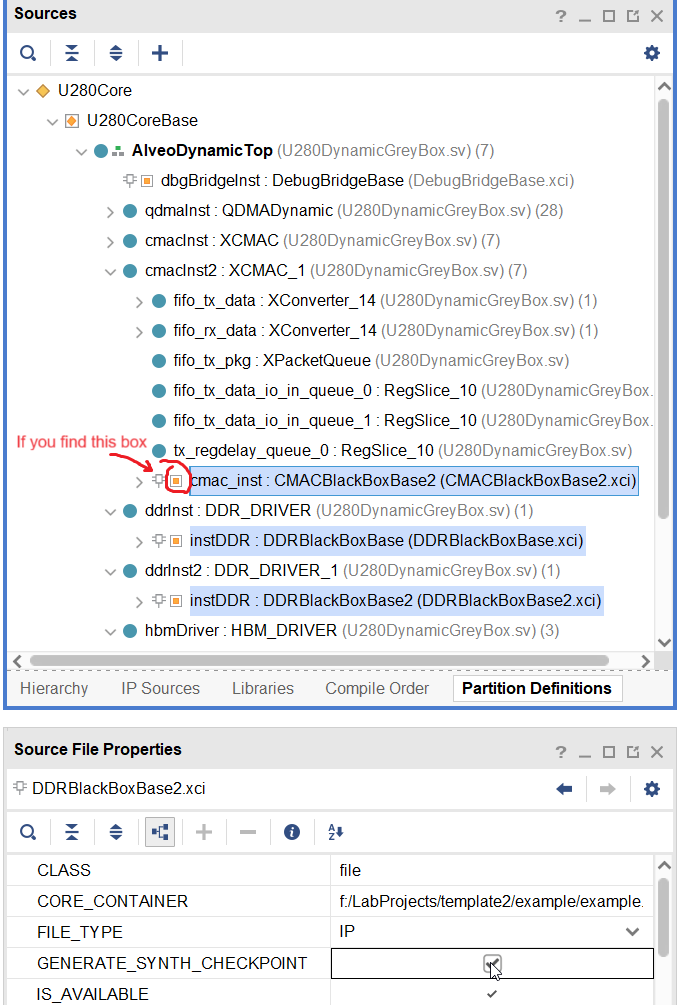 Sources
U280Core
U280CoreBase
AlveoDynamicTop (U280DynamicGreyBox.sv) (7)
dbgBridgeInst : DebugBridgeBase (DebugBridgeBase.xci)
qdmaInst : QDMADynamic (U280DynamicGreyBox.sv) (28)
cmacInst : XCMAC (U280DynamicGreyBox.sv) (7)
cmacInst2 : XCMAC_1 (U280DynamicGreyBox.sv) (7)
fifo_tx_data : XConverter_14 (U280DynamicGreyBox.sv) (1)
fifo_rx_data : XConverter_14 (U280DynamicGreyBox.sv) (1)
fifo_tx_pkg : XPacketQueue (U280DynamicGreyBox.sv)
fifo_tx_data_io_in_queue_0 : RegSlice_10 (U280DynamicGreyBox.
fifo_tx_data_io_in_queue_1 : RegSlice_10 (U280DynamicGreyBox.
If you find this box
tx_regdelay_queue_0 : RegSlice_10 (U280DynamicGreyBox.sv)
cmac_inst : CMACBlackBoxBase2 (CMACBlackBoxBase2.xci)
ddrInst : DDR_DRIVER (U280DynamicGreyBox.sv) (1)
instDDR : DDRBlackBoxBase (DDRBlackBoxBase.xci)
ddrInst2 : DDR_DRIVER_1 (U280DynamicGreyBox.sv) (1)
instDDR : DDRBlackBoxBase2 (DDRBlackBoxBase2.xci)
hbmDriver : HBM_DRIVER (U280DynamicGreyBox.sv) (3)
Hierarchy IP Sources Libraries Compile Order Partition Definitions
Source File Properties
DDRBlackBoxBase2.xci
CLASS file
CORE_CONTAINER f:/LabProjects/template2/example/example.
FILE_TYPE IP
GENERATE_SYNTH_CHECKPOINT
IS_AVAILABLE